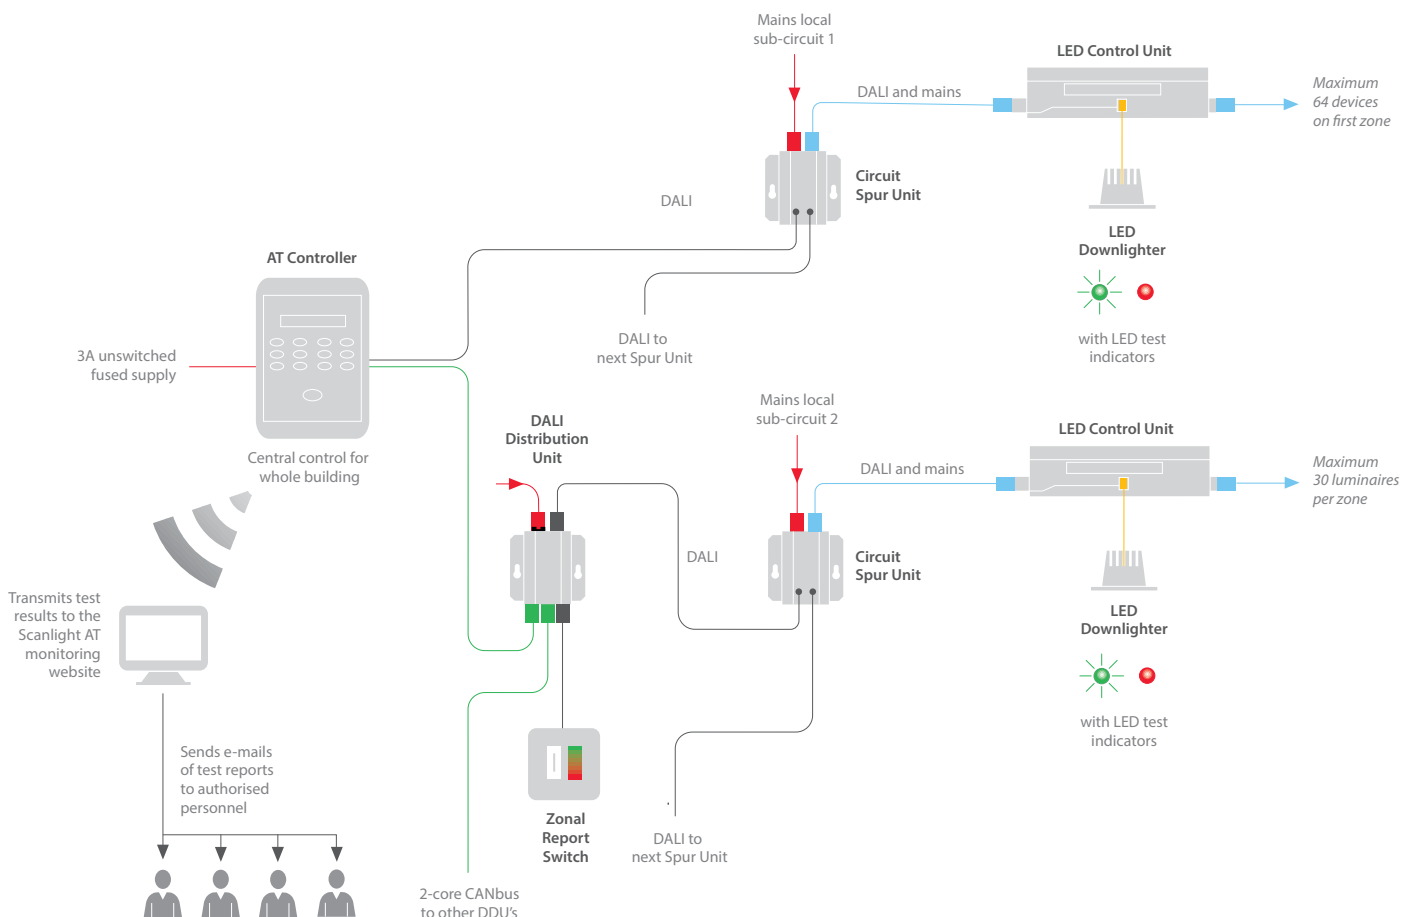 Mains local
sub-circuit 1
LED Control Unit
DALI and mains
Maximum
64 devices
on first zone
Circuit
Spur Unit
DALI
LED
Downlighter
AT Controller
with LED test
indicators
3A unswitched
fused supply
DALI to
next Spur Unit
Central control for
whole building
DALI
Distribution
Unit
Mains local
sub-circuit 2
LED Control Unit
DALI and mains
Maximum
30 luminaires
per zone
Circuit
Spur Unit
DALI
LED
Downlighter
Transmits test
results to the
Scanlight AT
monitoring
website
with LED test
indicators
Sends e-mails
of test reports
to authorised
personnel
Zonal
Report
Switch
DALI to
next Spur Unit
2-core CANbus
to other DDU's